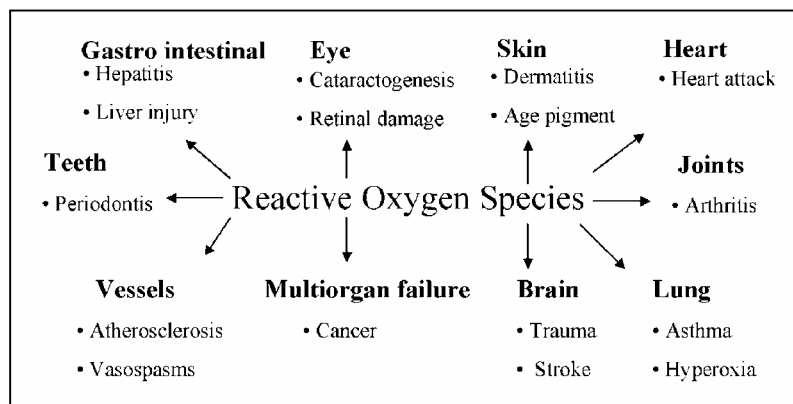 Gastro intestinal
• Hepatitis
• Liver injury
Eye
• Cataractogenesis
• Retinal damage
Skin
• Dermatitis
• Age pigment
Heart
• Heart attack
Teeth
• Periodontis
Reactive Oxygen Species
Joints
• Arthritis
Vessels
• Atherosclerosis
• Vasospasms
Multiorgan failure
• Cancer
Brain
• Trauma
• Stroke
Lung
• Asthma
• Hyperoxia